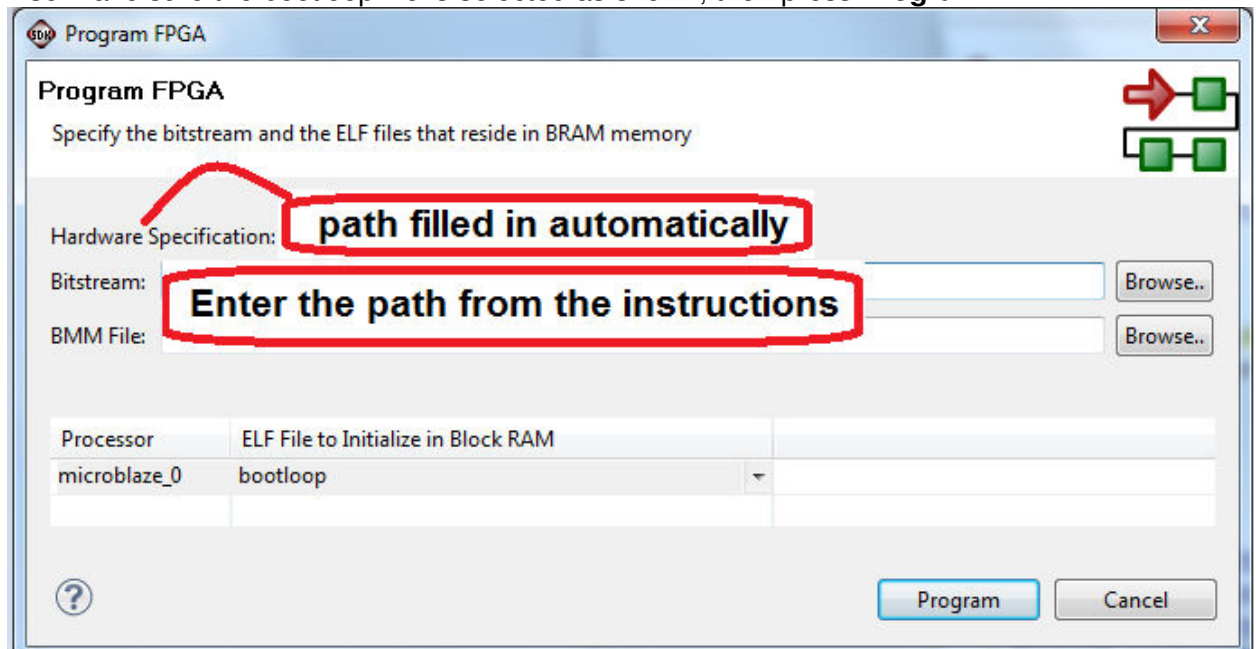 SDK Program FPGA
Program FPGA
Specify the bitstream and the ELF files that reside in BRAM memory
Hardware Specification: path filled in automatically
Bitstream: Browse..
Enter the path from the instructions
BMM File: Browse..
Processor ELF File to Initialize in Block RAM
microblaze_0 bootloop
? Program Cancel